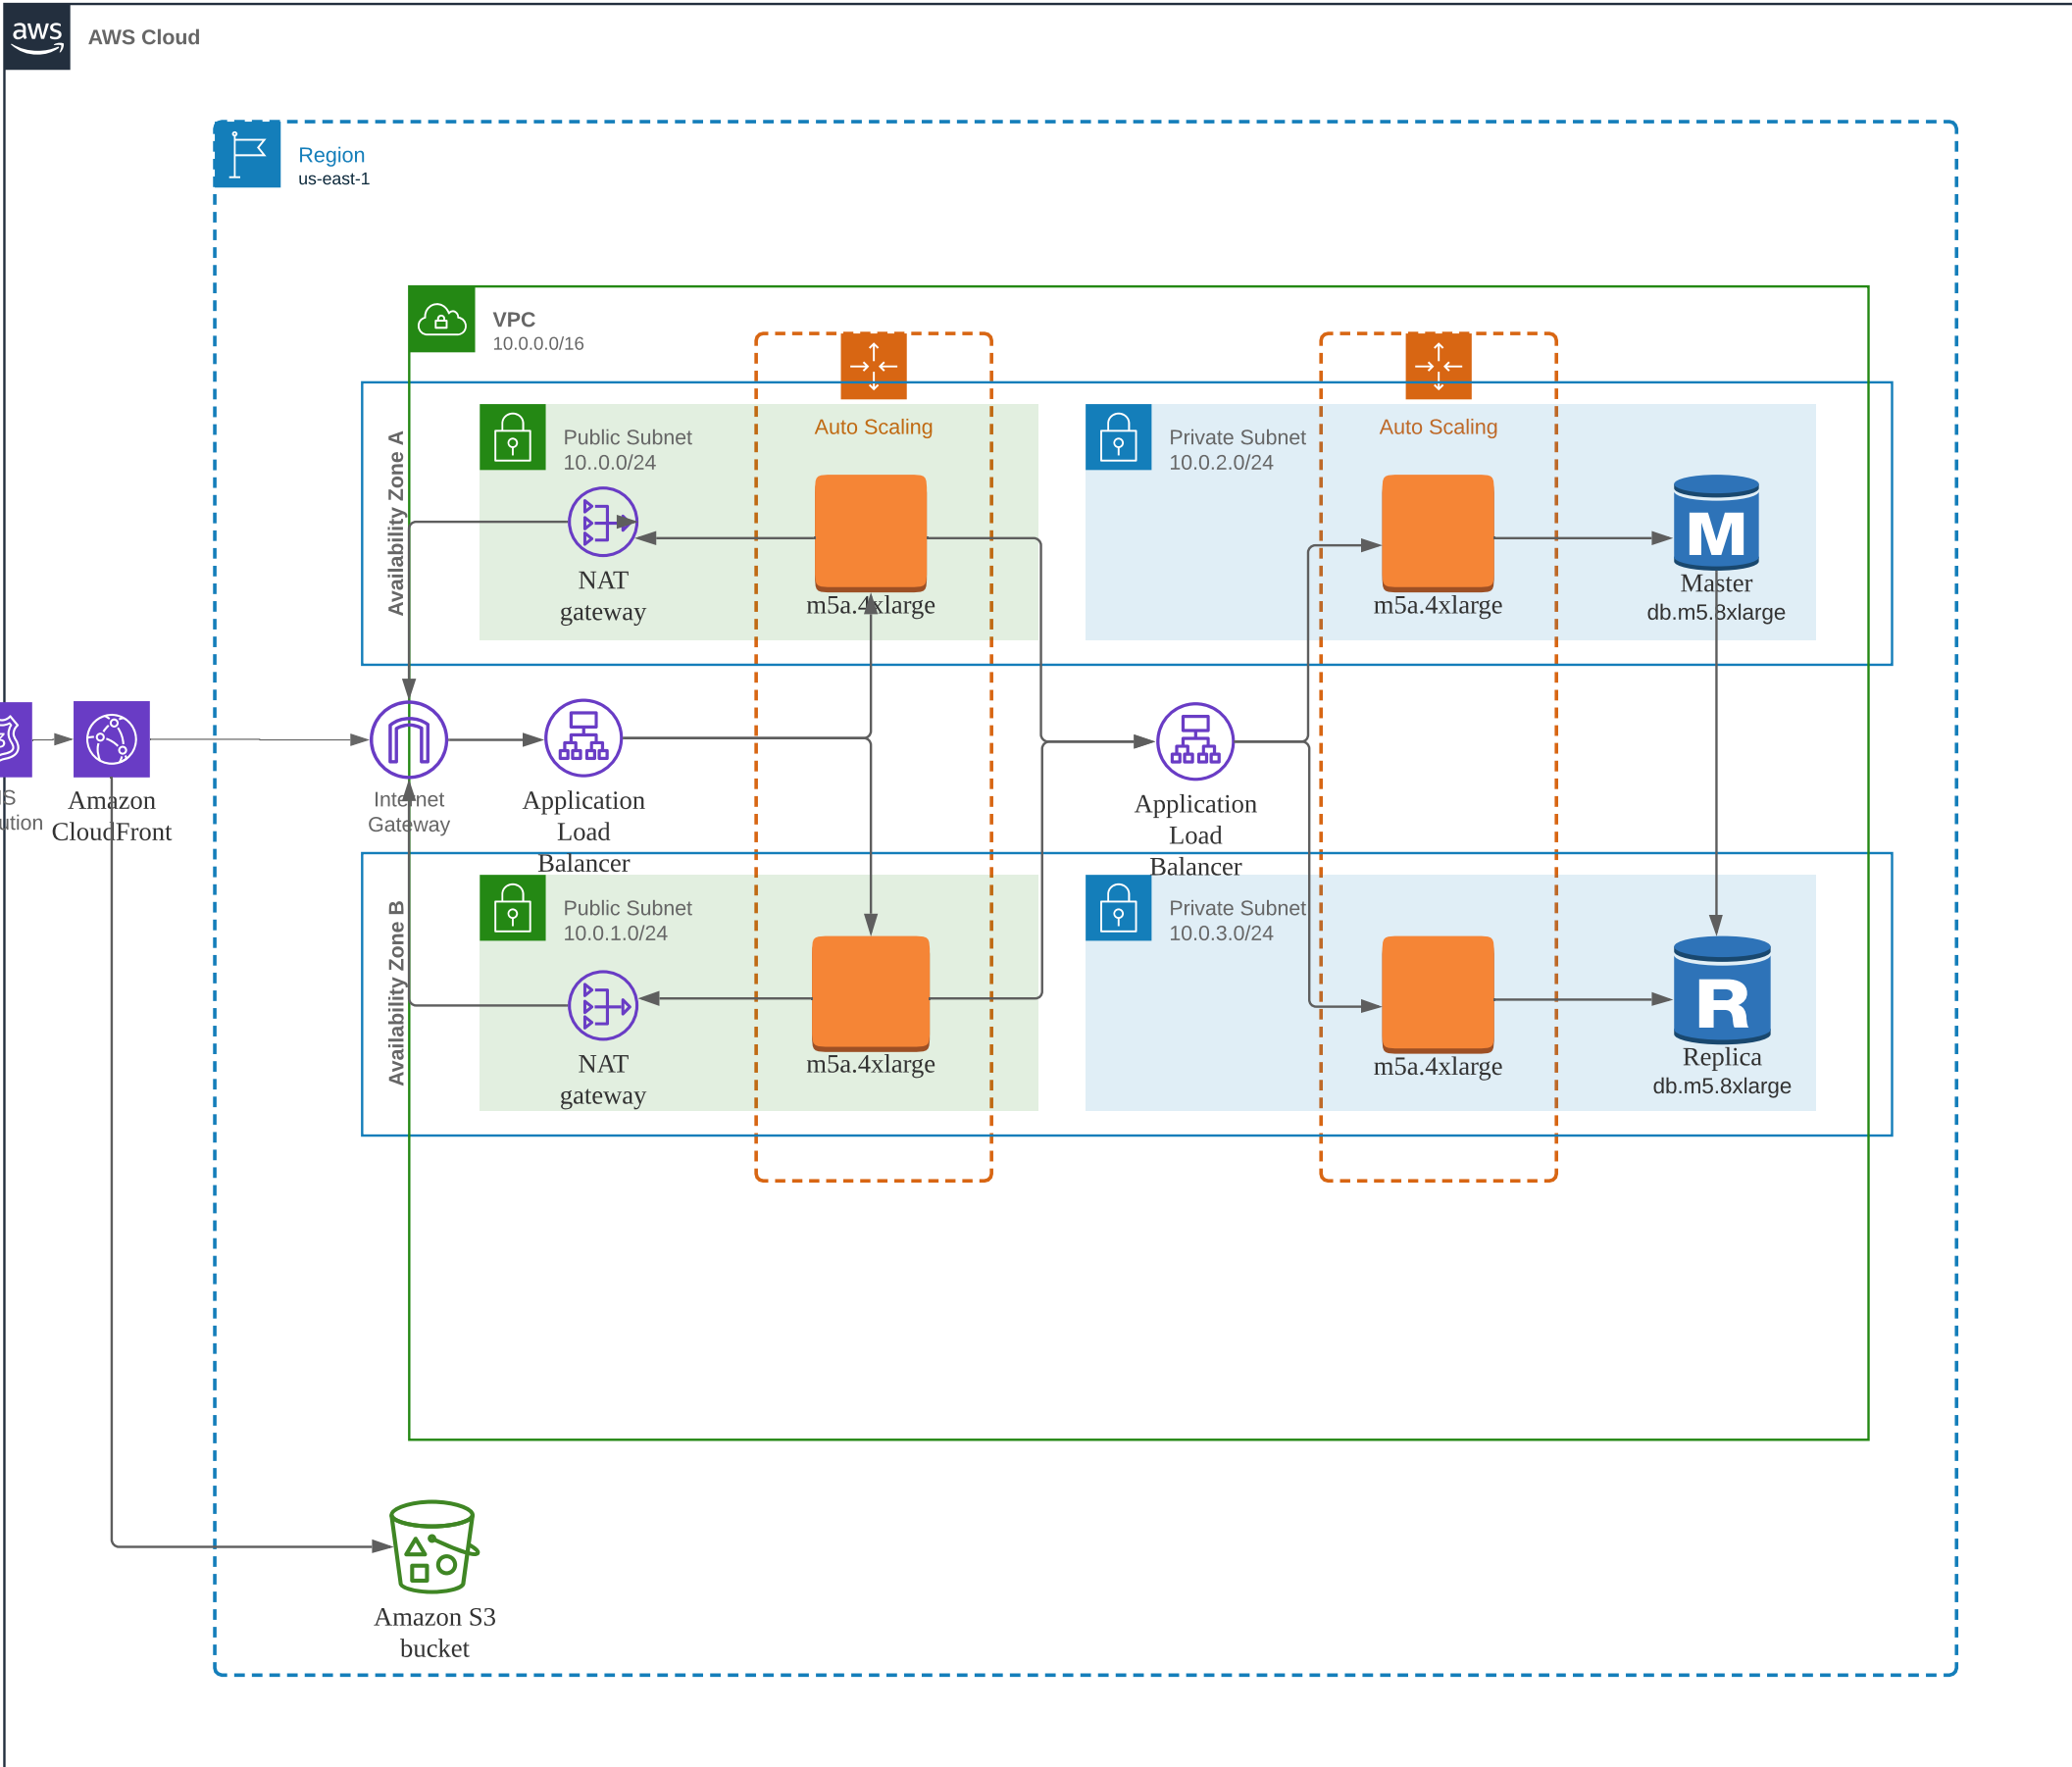 aws
AWS Cloud
Region
us-east-1
VPC
10.0.0.0/16
Availability Zone A
Public Subnet
10..0.0/24
Auto Scaling
Private Subnet
10.0.2.0/24
Auto Scaling
NAT
gateway
m5a.4xlarge
m5a.4xlarge
M
Master
db.m5.8xlarge
Amazon
CloudFront
Internet
Gateway
Application
Load
Balancer
Application
Load
Balancer
Availability Zone B
Public Subnet
10.0.1.0/24
Private Subnet
10.0.3.0/24
NAT
gateway
m5a.4xlarge
m5a.4xlarge
R
Replica
db.m5.8xlarge
Amazon S3
bucket